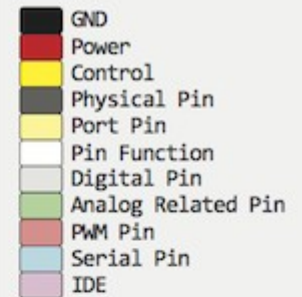 GND
Power
Control
Physical Pin
Port Pin
Pin Function
Digital Pin
Analog Related Pin
PWM Pin
Serial Pin
IDE